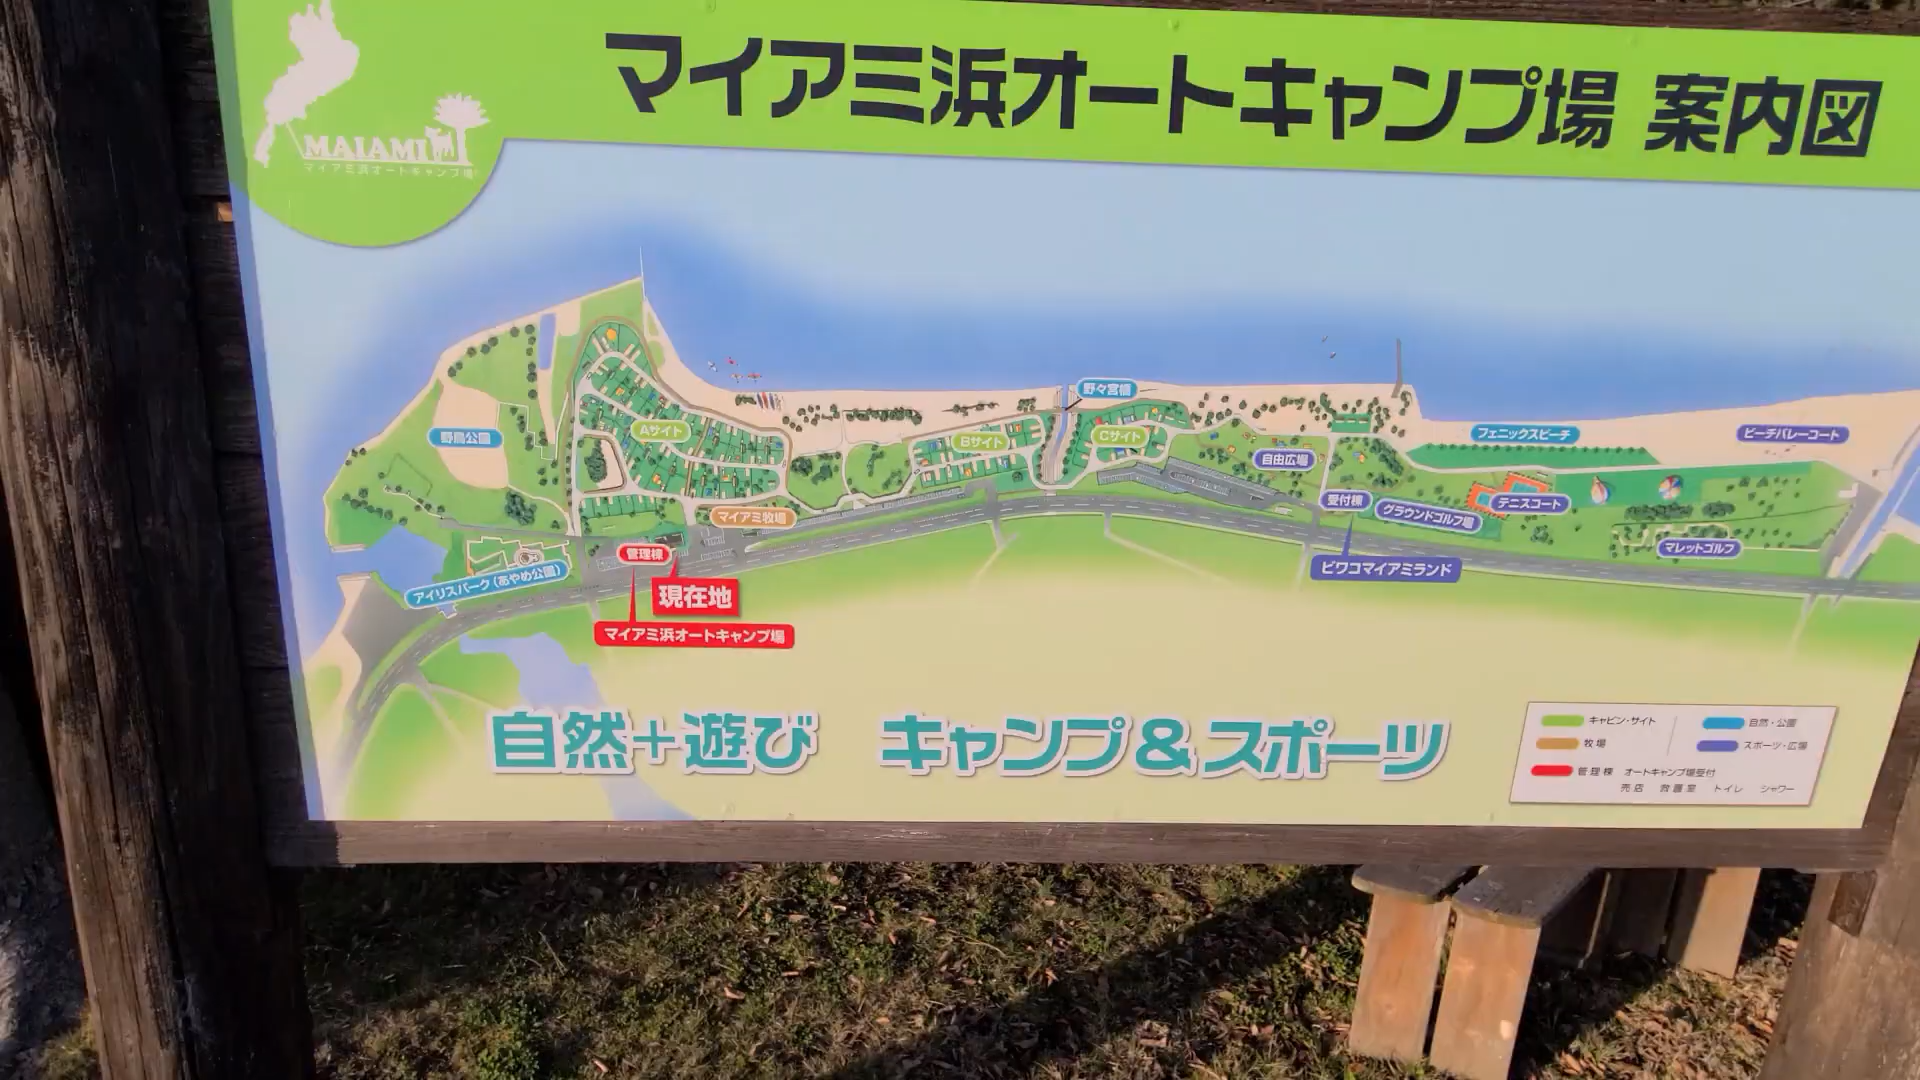 マイアミ浜オートキャンプ場 案内図
MAIAMI
マイアミ浜オートキャンプ場
野々宮橋
野鳥公園
Aサイト
Bサイト
Cサイト
フェニックスビーチ
ビーチバレーコート
自由広場
受付棟
グラウンドゴルフ場
テニスコート
マイアミ牧場
マレットゴルフ
管理棟
ビワコマイアミランド
アイリスパーク(あやめ公園)
現在地
マイアミ浜オートキャンプ場
自然+遊び キャンプ&スポーツ
キャビン・サイト
自然・公園
牧場
スポーツ・広場
管理棟 オートキャンプ場受付
売店 救護室 トイレ シャワー